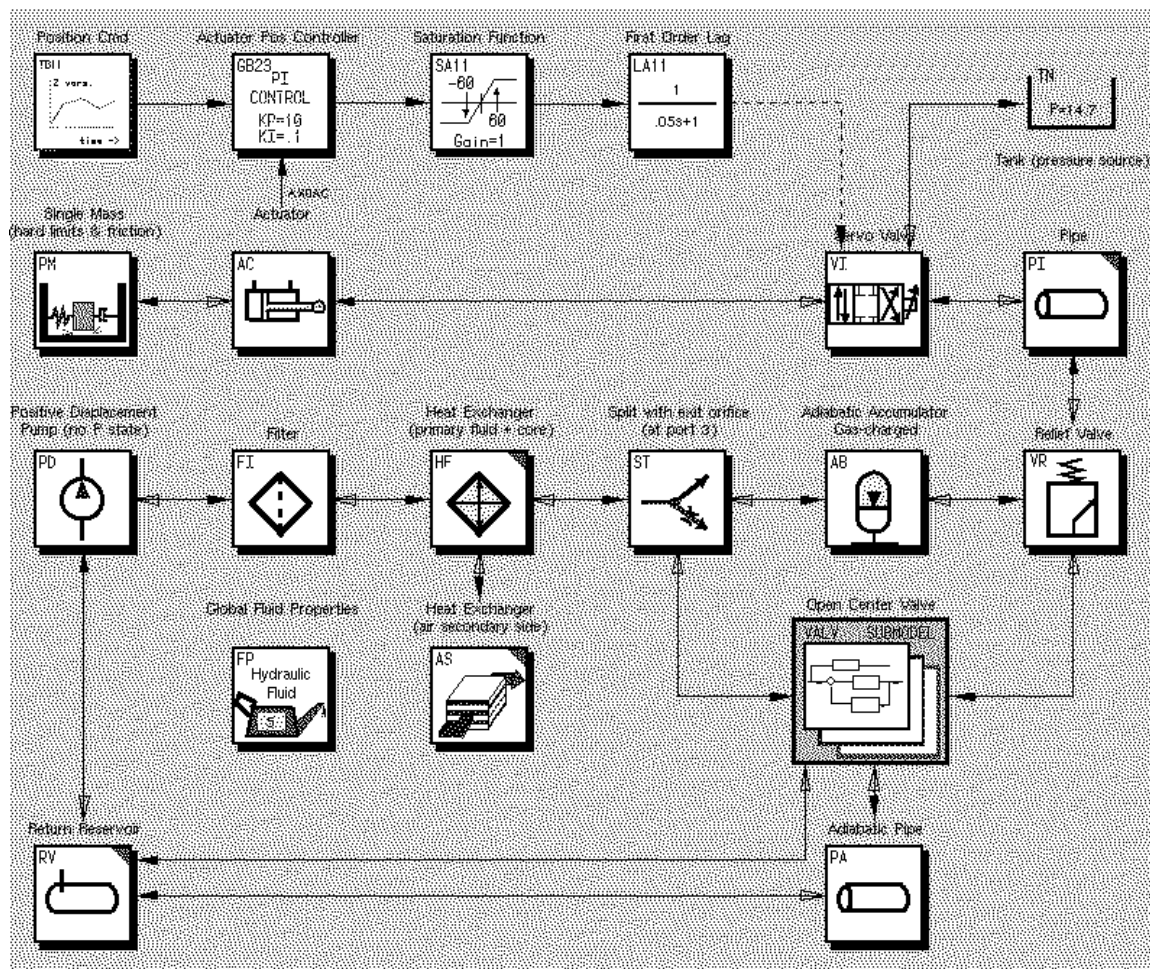 Position Cmd
Actuator Pos Controller
Saturation Function
First Order Lag
TB11
Z vars.
time ->
GB23
PI
CONTROL
KP=10
KI=.1
SA11
-60
60
Gain=1
LA11
1
.05s+1
TN
P=14.7
Tank (pressure source)
AX0AC
Single Mass
(hard limits & friction)
Actuator
Servo Valve
Pipe
PM
AC
VI
PI
Positive Displacement
Pump (no P state)
Filter
Heat Exchanger
(primary fluid + core)
Split with exit orifice
(at port 3)
Adiabatic Accumulator
Gas-charged
Relief Valve
PD
FI
HF
ST
AB
VR
Global Fluid Properties
Heat Exchanger
(air secondary side)
Open Center Valve
FP
Hydraulic
Fluid
AS
VALV SUBMODEL
Return Reservoir
Adiabatic Pipe
RV
PA